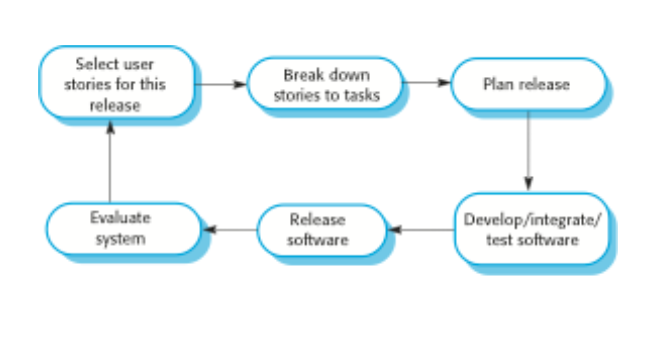 Select user
stories for this
release
Break down
stories to tasks
Plan release
Evaluate
system
Release
software
Develop/integrate/
test software